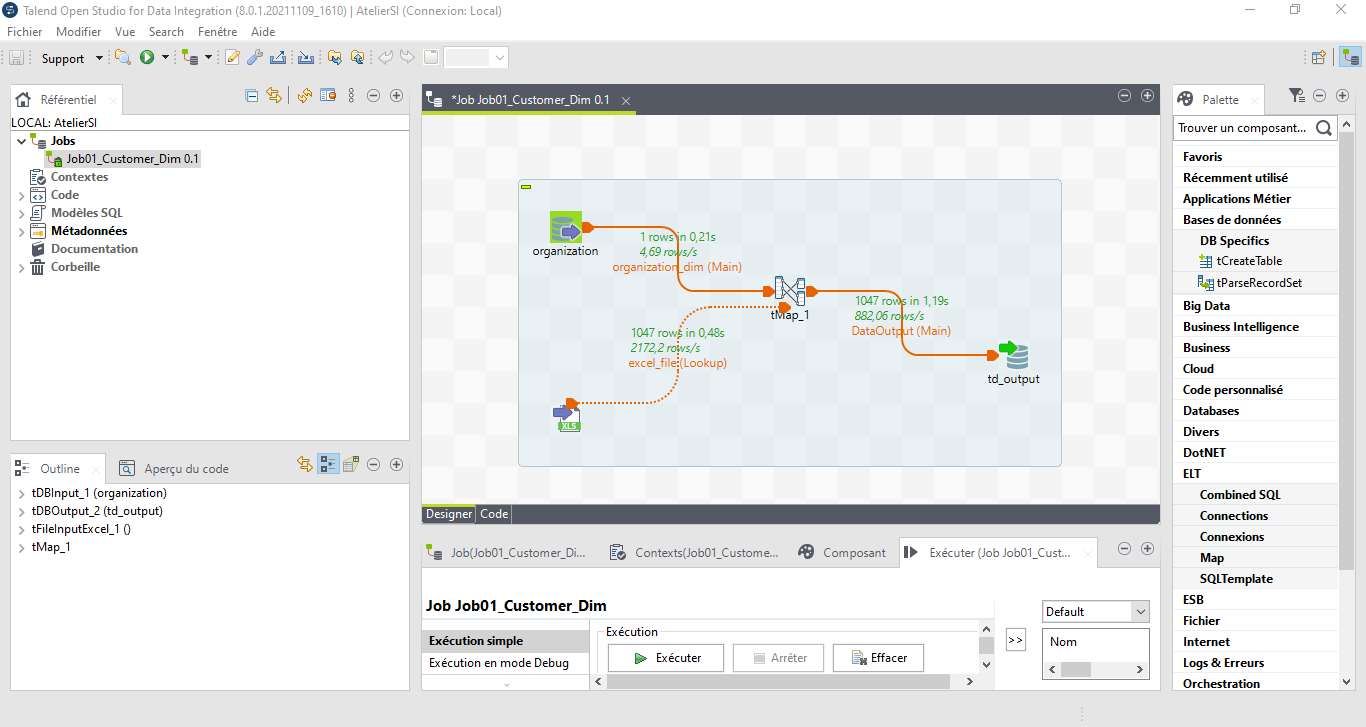 Talend Open Studio for Data Integration (8.0.1.20211109_1610) | AtelierSI (Connexion: Local)
Fichier Modifier Vue Search Fenêtre Aide
Support
Référentiel
LOCAL: AtelierSI
Jobs
Job01_Customer_Dim 0.1
Contextes
Code
Modèles SQL
Métadonnées
Documentation
Corbeille
Outline
Aperçu du code
tDBInput_1 (organization)
tDBOutput_2 (td_output)
tFileInputExcel_1 ()
tMap_1
*Job Job01_Customer_Dim 0.1
organization
1 rows in 0,21s
4,69 rows/s
organization_dim (Main)
tMap_1
1047 rows in 1,19s
882,06 rows/s
DataOutput (Main)
1047 rows in 0,48s
2172,2 rows/s
excel_file (Lookup)
td_output
XLS
Designer Code
Job(Job01_Customer_Di...
Contexts(Job01_Custome...
Composant
Exécuter (Job Job01_Cust...
Job Job01_Customer_Dim
Exécution simple
Exécution en mode Debug
Exécution
Exécuter
Arrêter
Effacer
>>
Default
Nom
Palette
Trouver un composant...
Favoris
Récemment utilisé
Applications Métier
Bases de données
DB Specifics
tCreateTable
tParseRecordSet
Big Data
Business Intelligence
Business
Cloud
Code personnalisé
Databases
Divers
DotNET
ELT
Combined SQL
Connections
Connexions
Map
SQLTemplate
ESB
Fichier
Internet
Logs & Erreurs
Orchestration